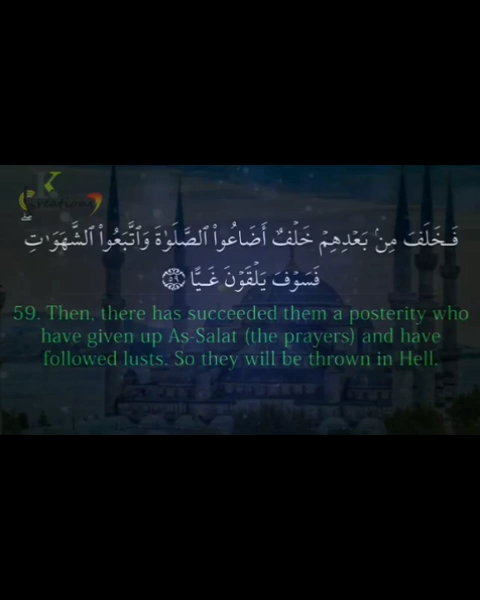 Creations
فَخَلَفَ مِنۢ بَعۡدِهِمۡ خَلۡفٌ أَضَاعُواْ ٱلصَّلَوٰةَ وَٱتَّبَعُواْ ٱلشَّهَوَٰتِۖ
فَسَوۡفَ يَلۡقَوۡنَ غَيًّا ٥٩
59. Then, there has succeeded them a posterity who
have given up As-Salat (the prayers) and have
followed lusts. So they will be thrown in Hell.